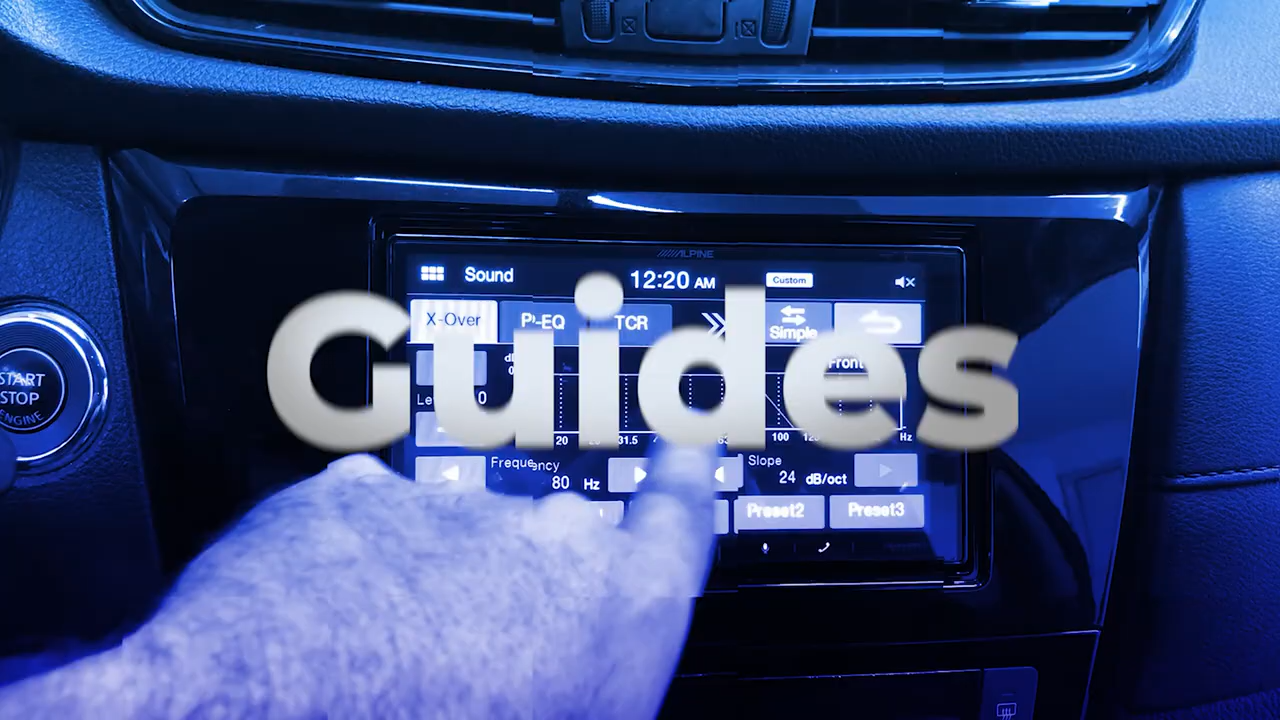 ALPINE
Sound
12:20 AM
Custom
X-Over
TCR
Simple
Guides
START
STOP
ENGINE
Front
0
20
31.5
100
Hz
Frequency
80 Hz
Slope
24 dB/oct
Preset2
Preset3